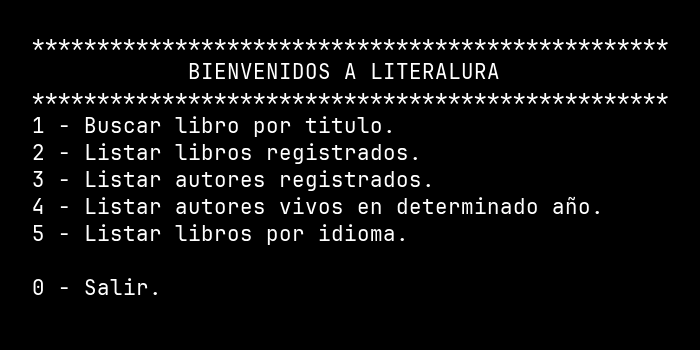 *************************************************
BIENVENIDOS A LITERALURA
*************************************************
1 - Buscar libro por titulo.
2 - Listar libros registrados.
3 - Listar autores registrados.
4 - Listar autores vivos en determinado año.
5 - Listar libros por idioma.
0 - Salir.